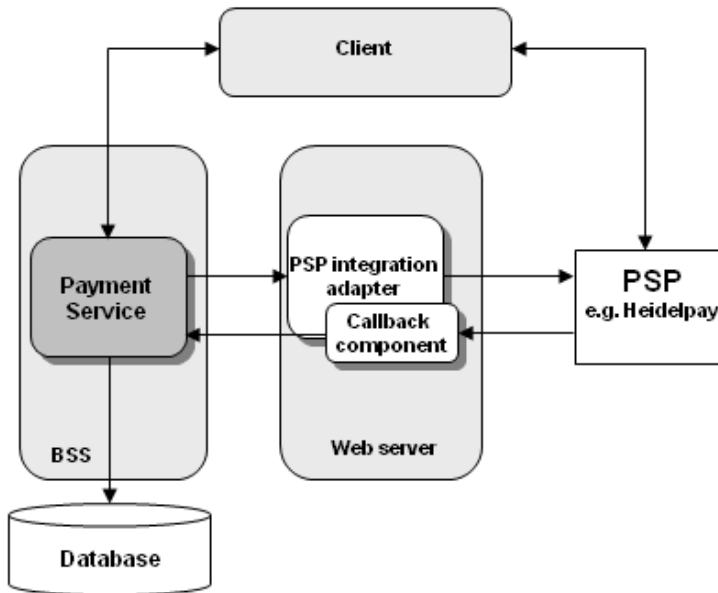 Client
Payment
Service
PSP integration
adapter
Callback
component
PSP
e.g. Heidelpay
BSS
Web server
Database